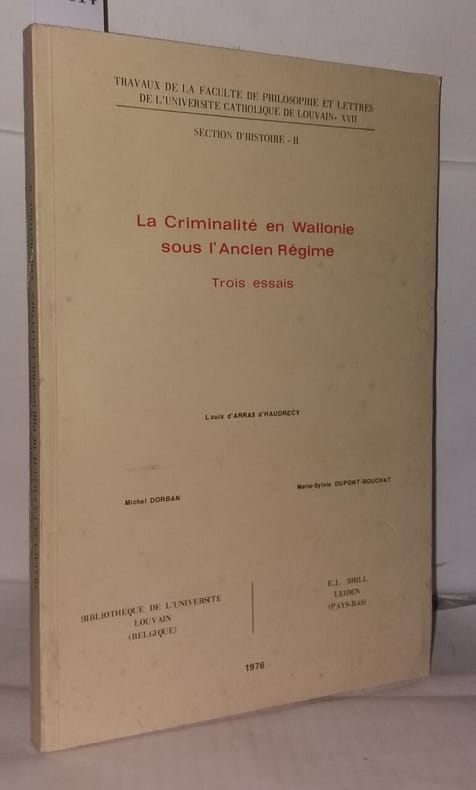 TRAVAUX DE LA FACULTE DE PHILOSOPHIE ET LETTRES
DE L'UNIVERSITE CATHOLIQUE DE LOUVAIN - XVII
SECTION D'HISTOIRE - II
La Criminalité en Wallonie
sous l'Ancien Régime
Trois essais
Louis d'ARRAS d'HAUDRECY
Michel DORBAN
Marie-Sylvie DUPONT-BOUCHAT
BIBLIOTHEQUE DE L'UNIVERSITE
LOUVAIN
(BELGIQUE)
E.J. BRILL
LEIDEN
(PAYS-BAS)
1976